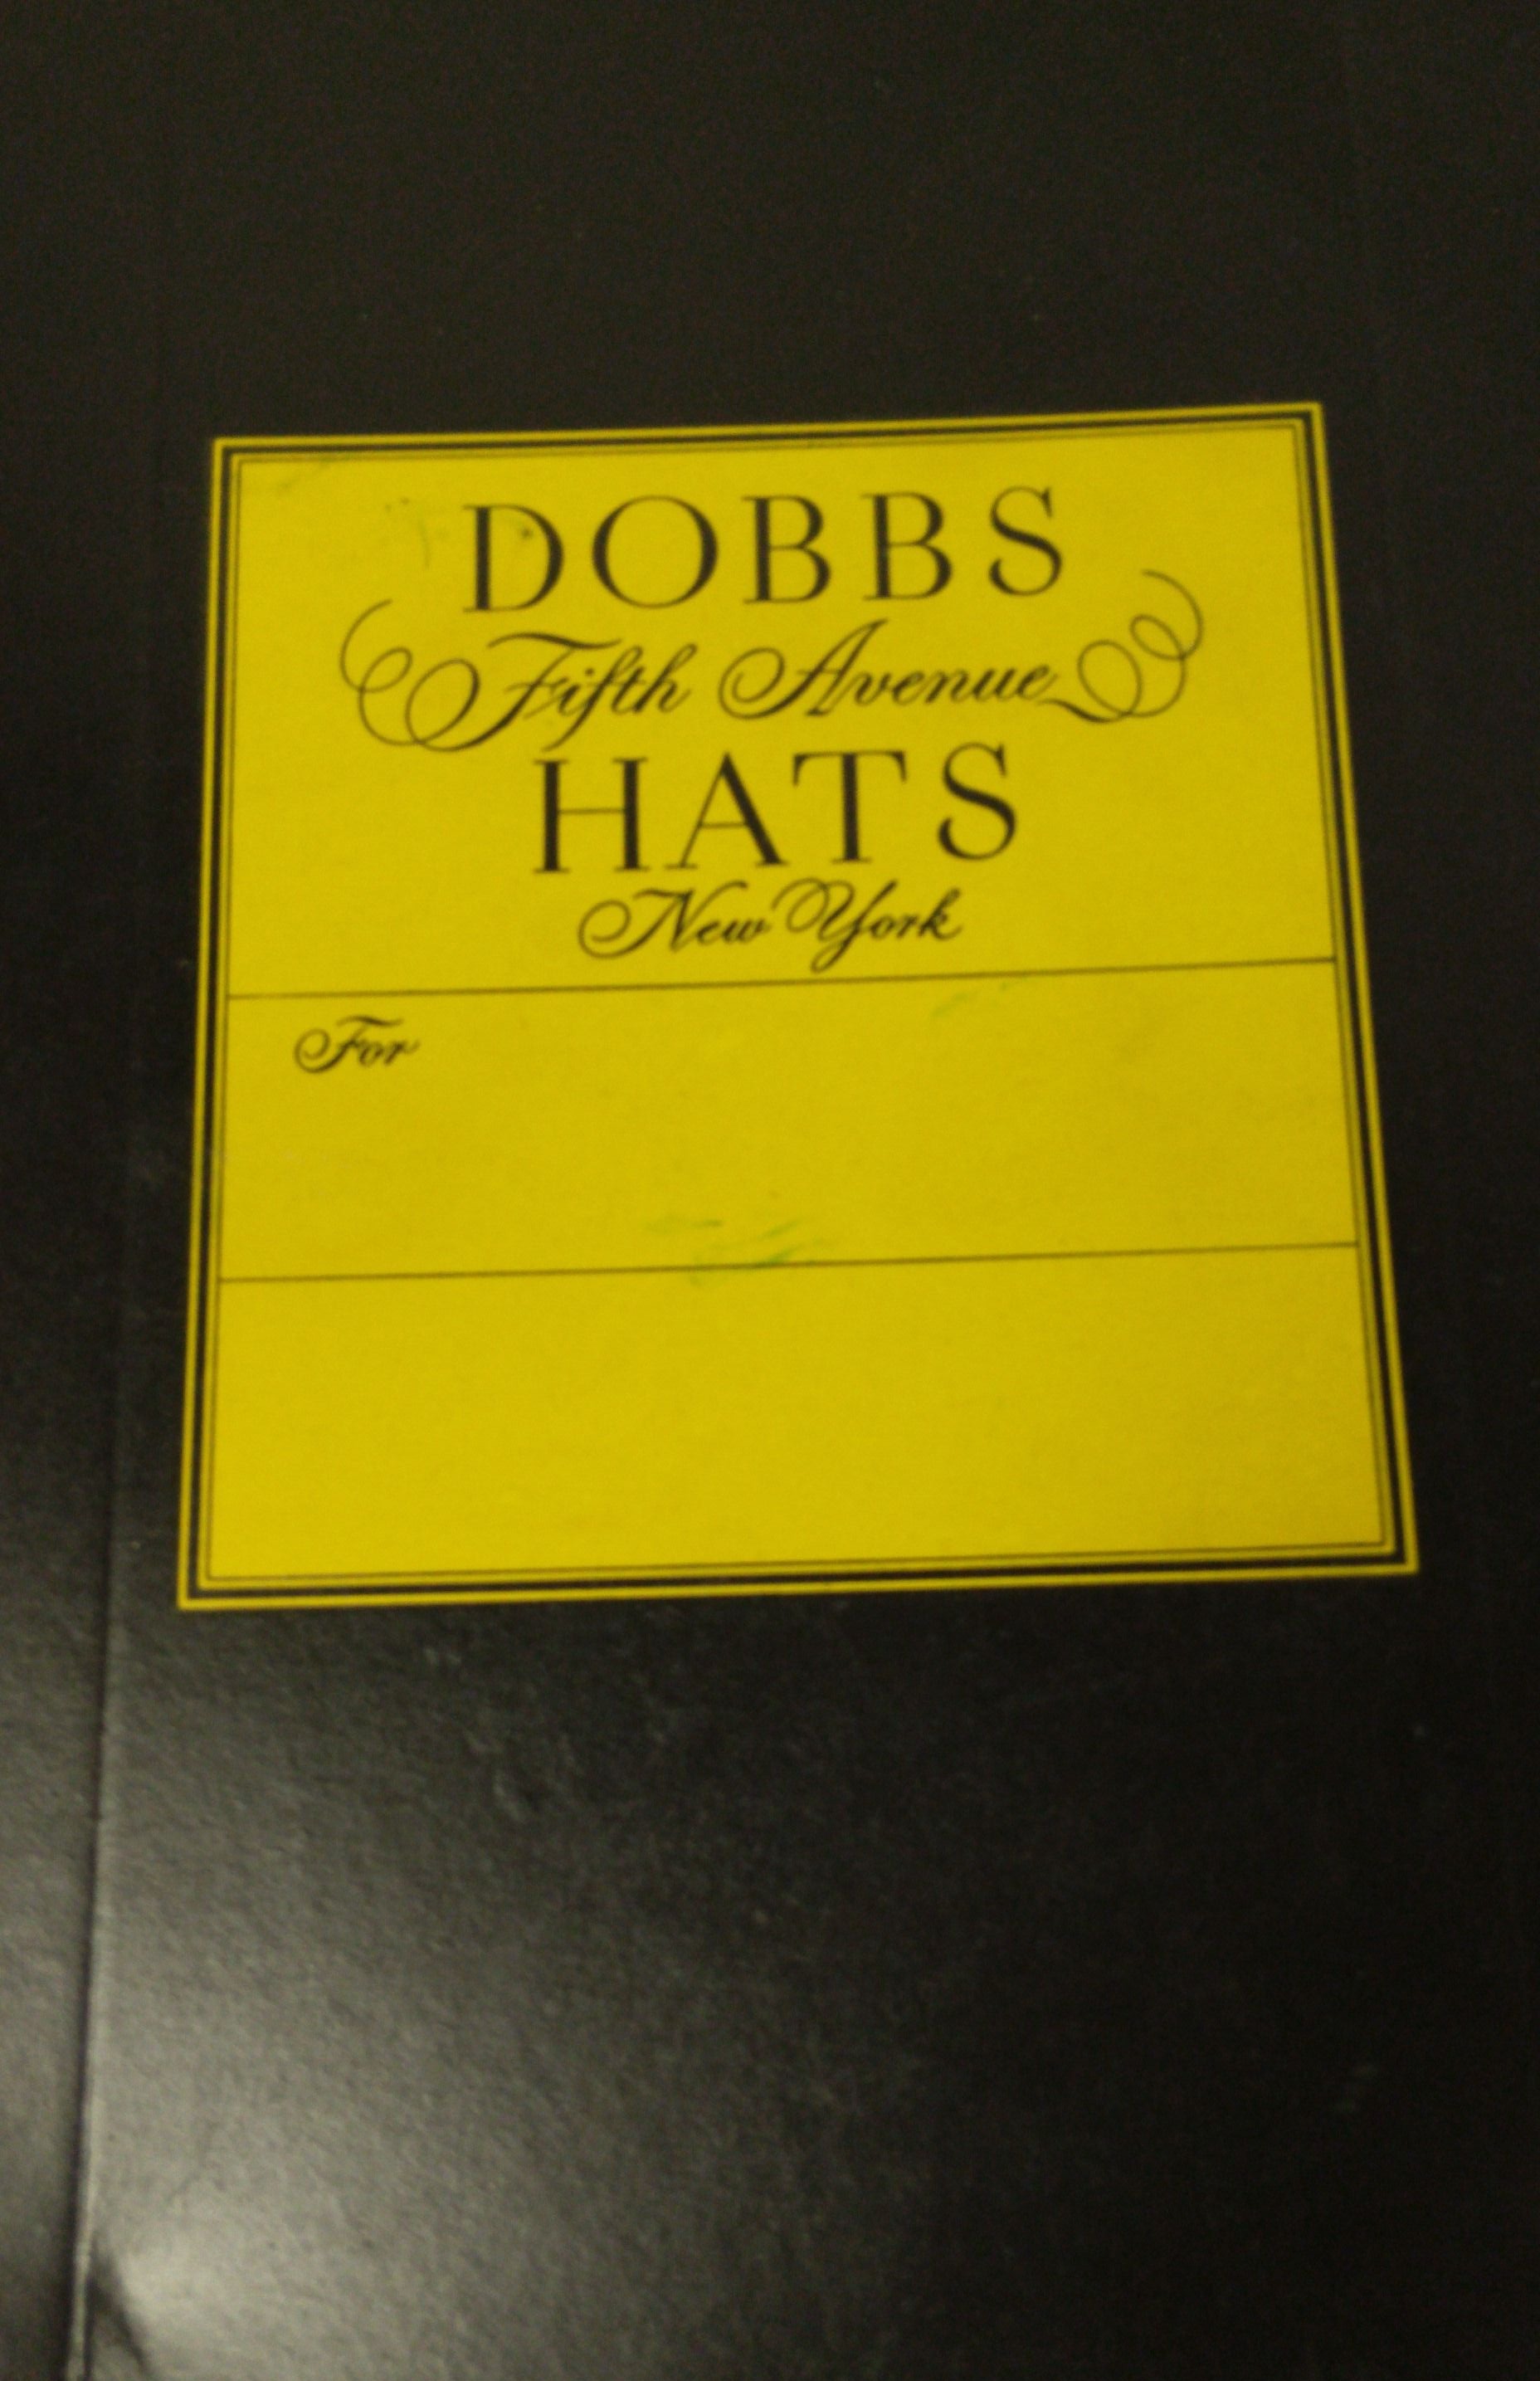 DOBBS
Fifth Avenue
HATS
New York
For